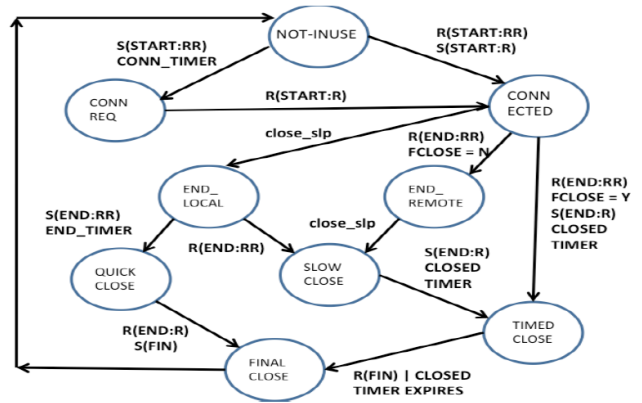 NOT-INUSE
S(START:RR)
CONN_TIMER
R(START:RR)
S(START:R)
CONN
REQ
R(START:R)
CONN
ECTED
close_slp
R(END:RR)
FCLOSE = N
END_
LOCAL
END_
REMOTE
R(END:RR)
FCLOSE = Y
S(END:R)
CLOSED
TIMER
S(END:RR)
END_TIMER
R(END:RR)
close_slp
QUICK
CLOSE
SLOW
CLOSE
S(END:R)
CLOSED
TIMER
R(END:R)
S(FIN)
TIMED
CLOSE
FINAL
CLOSE
R(FIN) | CLOSED
TIMER EXPIRES